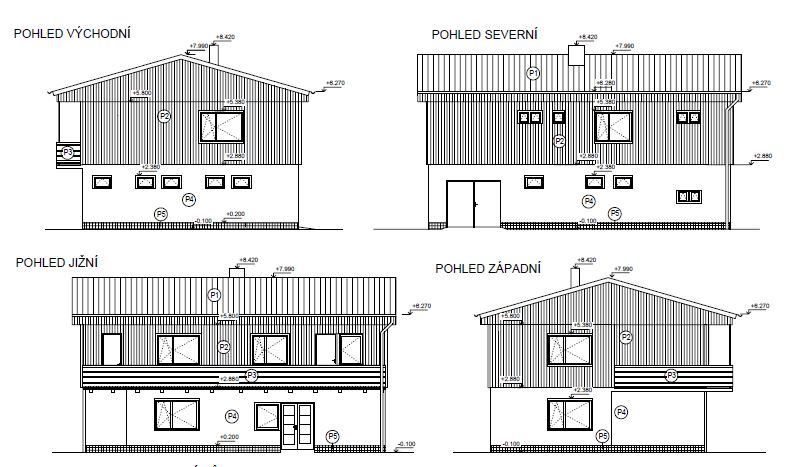 POHLED VÝCHODNÍ
+8.420
+7.990
+6.270
+5.800
+5.380
P2
P3
+2.880
+2.380
P4
P5
+0.200
-0.100
POHLED SEVERNÍ
+8.420
+7.990
P1
+6.270
+6.280
+5.380
P2
+2.880
+2.880
+2.380
P4
P5
-0.100
POHLED JIŽNÍ
+8.420
+7.990
P1
+6.270
+5.800
P2
P3
+2.880
P4
+0.200
P5
-0.100
POHLED ZÁPADNÍ
+8.420
+7.990
+6.270
+5.800
+5.380
P2
P3
+2.880
+2.380
P4
P5
-0.100